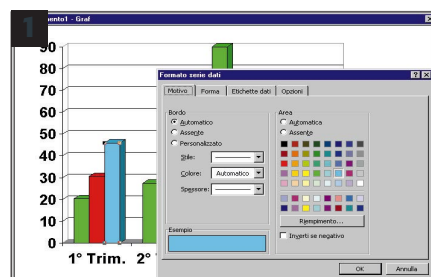 1
mento1 - Graf
90
80
70
60
50
40
30
20
10
0
1° Trim. 2°
Formato serie dati
Motivo Forma Etichette dati Opzioni
Bordo
Automatico
Assente
Personalizzato
Stile:
Colore: Automatico
Spessore:
Esempio
Area
Automatica
Assente
Riempimento...
Inverti se negativo
OK Annulla